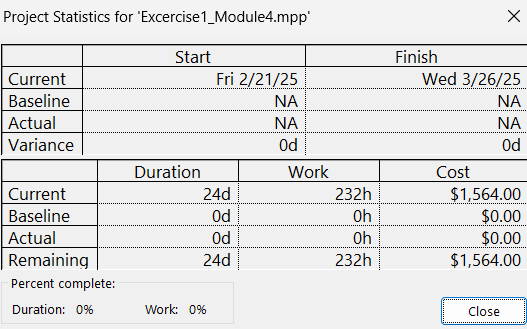 Project Statistics for 'Excercise1_Module4.mpp'
Start Finish
Current Fri 2/21/25 Wed 3/26/25
Baseline NA NA
Actual NA NA
Variance 0d 0d
Duration Work Cost
Current 24d 232h $1,564.00
Baseline 0d 0h $0.00
Actual 0d 0h $0.00
Remaining 24d 232h $1,564.00
Percent complete:
Duration: 0% Work: 0% Close